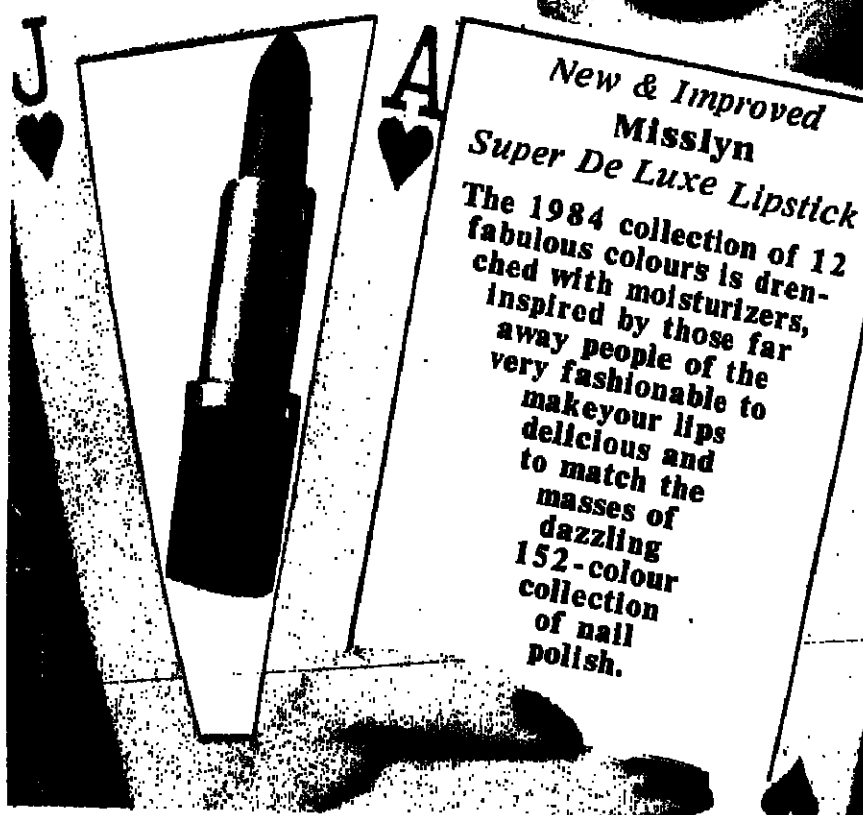 J
A
New & Improved
Misslyn
Super De Luxe Lipstick
The 1984 collection of 12
fabulous colours is dren-
ched with moisturizers,
inspired by those far
away people of the
very fashionable to
makeyour lips
delicious and
to match the
masses of
dazzling
152-colour
collection
of nail
polish.